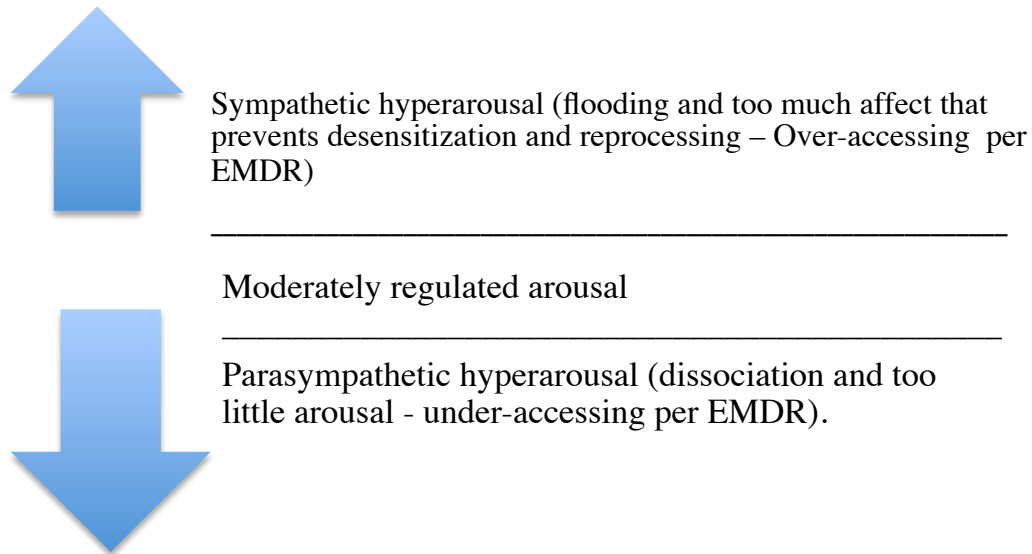 Sympathetic hyperarousal (flooding and too much affect that
prevents desensitization and reprocessing – Over-accessing  per
EMDR)
Moderately regulated arousal
Parasympathetic hyperarousal (dissociation and too
little arousal - under-accessing per EMDR).